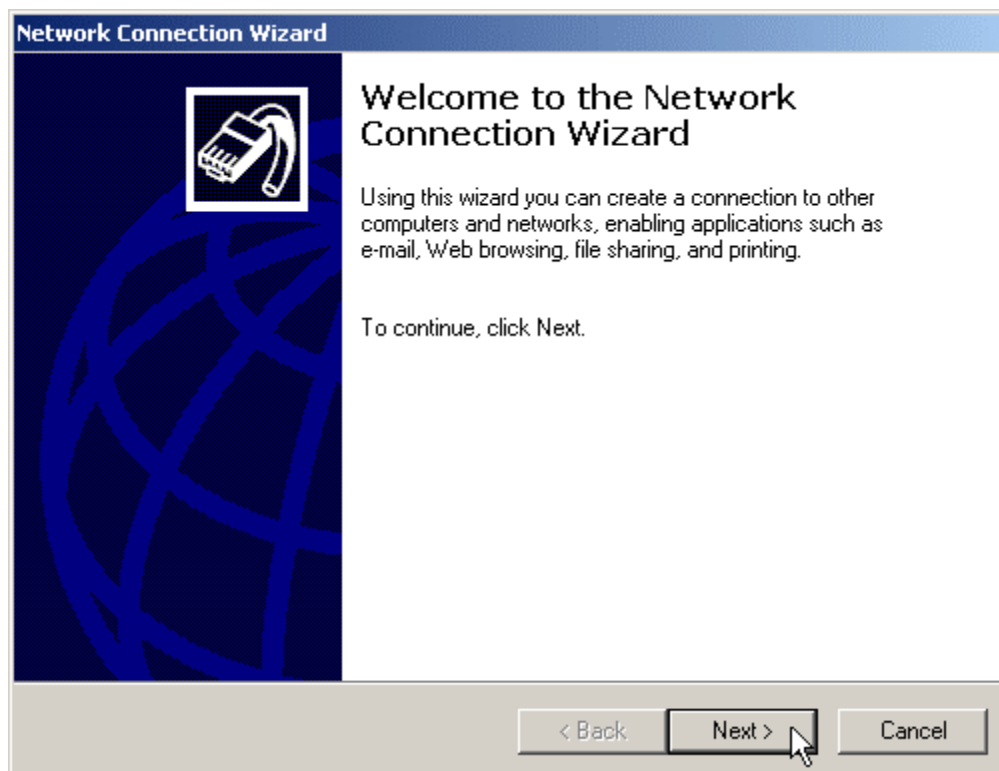 Network Connection Wizard
Welcome to the Network
Connection Wizard
Using this wizard you can create a connection to other
computers and networks, enabling applications such as
e-mail, Web browsing, file sharing, and printing.
To continue, click Next.
< Back
Next >
Cancel